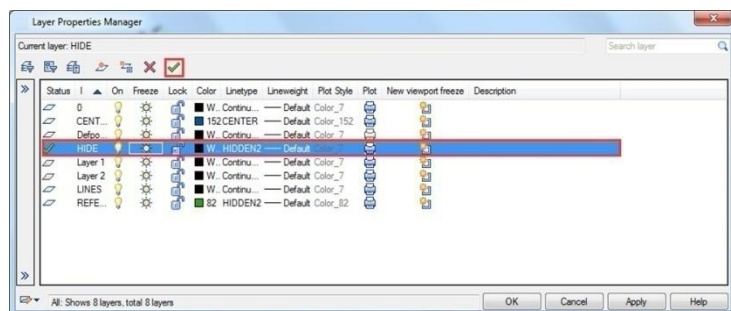 Layer Properties Manager
Current layer: HIDE
Search layer
Status I On Freeze Lock Color Linetype Lineweight Plot Style Plot New viewport freeze Description
0 W.. Continu... Default Color_7
CENT... 152 CENTER Default Color_152
Defpo... W.. Continu... Default Color_7
HIDE W.. HIDDEN2 Default Color_7
Layer 1 W.. Continu... Default Color_7
Layer 2 W.. Continu... Default Color_7
LINES W.. Continu... Default Color_7
REFE... 82 HIDDEN2 Default Color_82
All: Shows 8 layers, total 8 layers
OK Cancel Apply Help